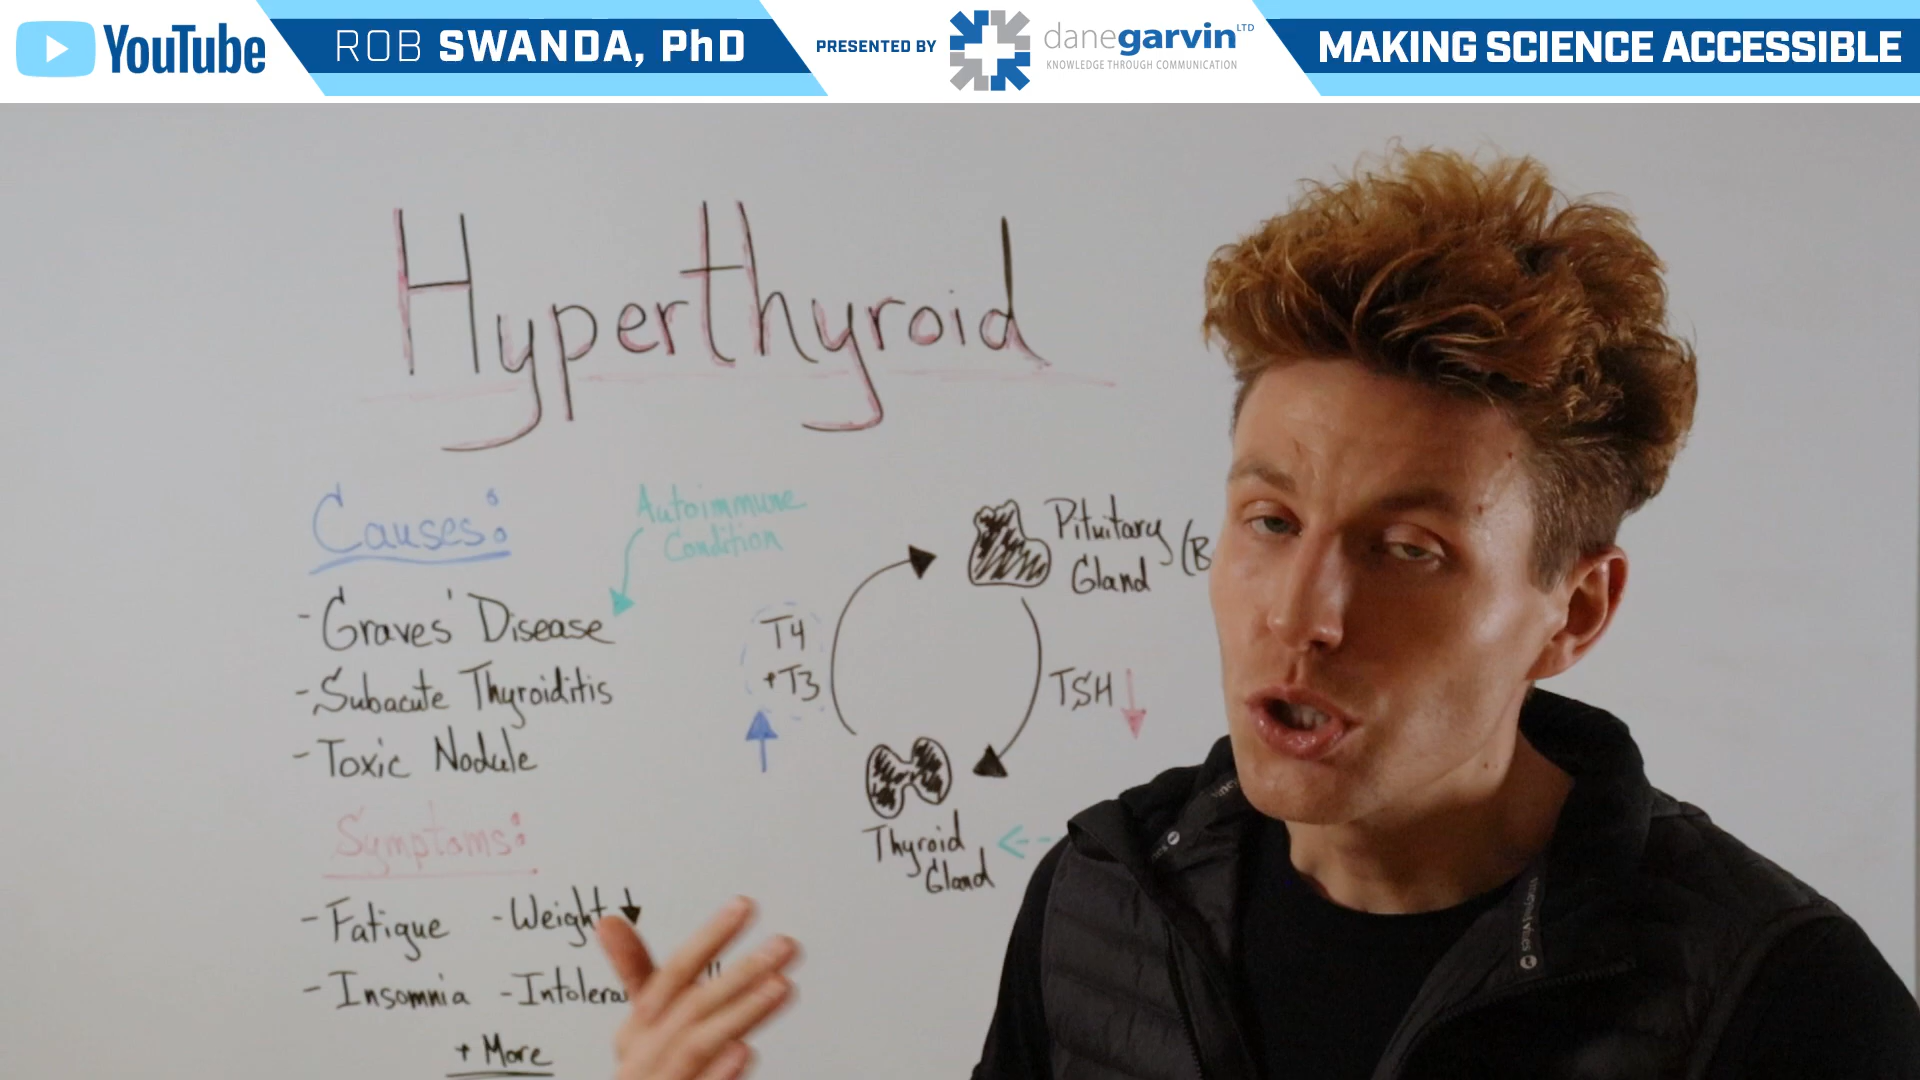 YouTube
ROB SWANDA, PhD
PRESENTED BY
danegarvin LTD
KNOWLEDGE THROUGH COMMUNICATION
MAKING SCIENCE ACCESSIBLE
Hyperthyroid
Causes:
Autoimmune
Condition
- Graves' Disease
- Subacute Thyroiditis
- Toxic Nodule
Symptoms:
- Fatigue - Weight ↓
- Insomnia
+ More
T4
+T3
Pituitary
Gland (B
TSH ↓
Thyroid
Gland